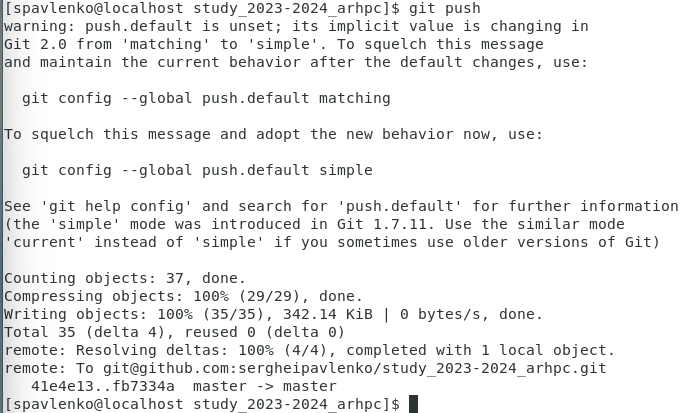 [spavlenko@localhost study_2023-2024_arhpc]$ git push
warning: push.default is unset; its implicit value is changing in
Git 2.0 from 'matching' to 'simple'. To squelch this message
and maintain the current behavior after the default changes, use:
git config --global push.default matching
To squelch this message and adopt the new behavior now, use:
git config --global push.default simple
See 'git help config' and search for 'push.default' for further information
(the 'simple' mode was introduced in Git 1.7.11. Use the similar mode
'current' instead of 'simple' if you sometimes use older versions of Git)
Counting objects: 37, done.
Compressing objects: 100% (29/29), done.
Writing objects: 100% (35/35), 342.14 KiB | 0 bytes/s, done.
Total 35 (delta 4), reused 0 (delta 0)
remote: Resolving deltas: 100% (4/4), completed with 1 local object.
remote: To git@github.com:sergheipavlenko/study_2023-2024_arhpc.git
41e4e13..fb7334a  master -> master
[spavlenko@localhost study_2023-2024_arhpc]$